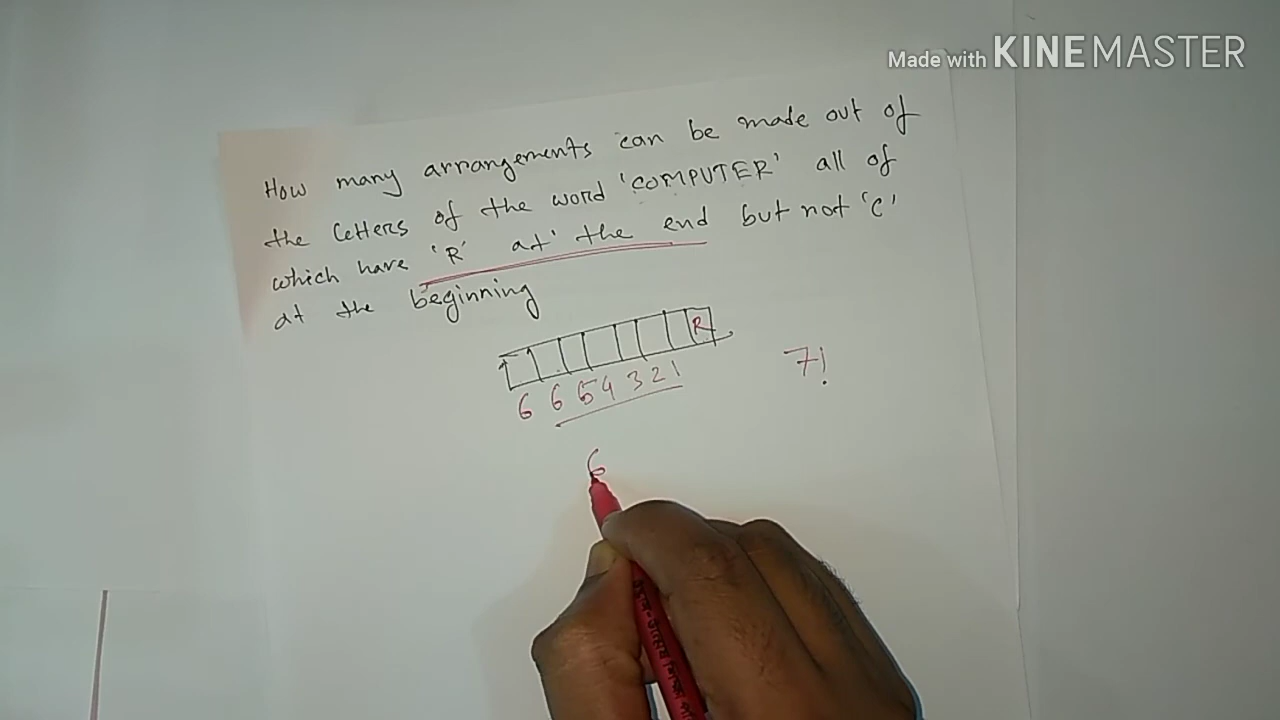 Made with KINEMASTER
How many arrangements can be made out of
the letters of the word 'COMPUTER' all of
which have 'R' at the end but not 'C'
at the beginning
R
6 6 5 4 3 2 1
7!
6